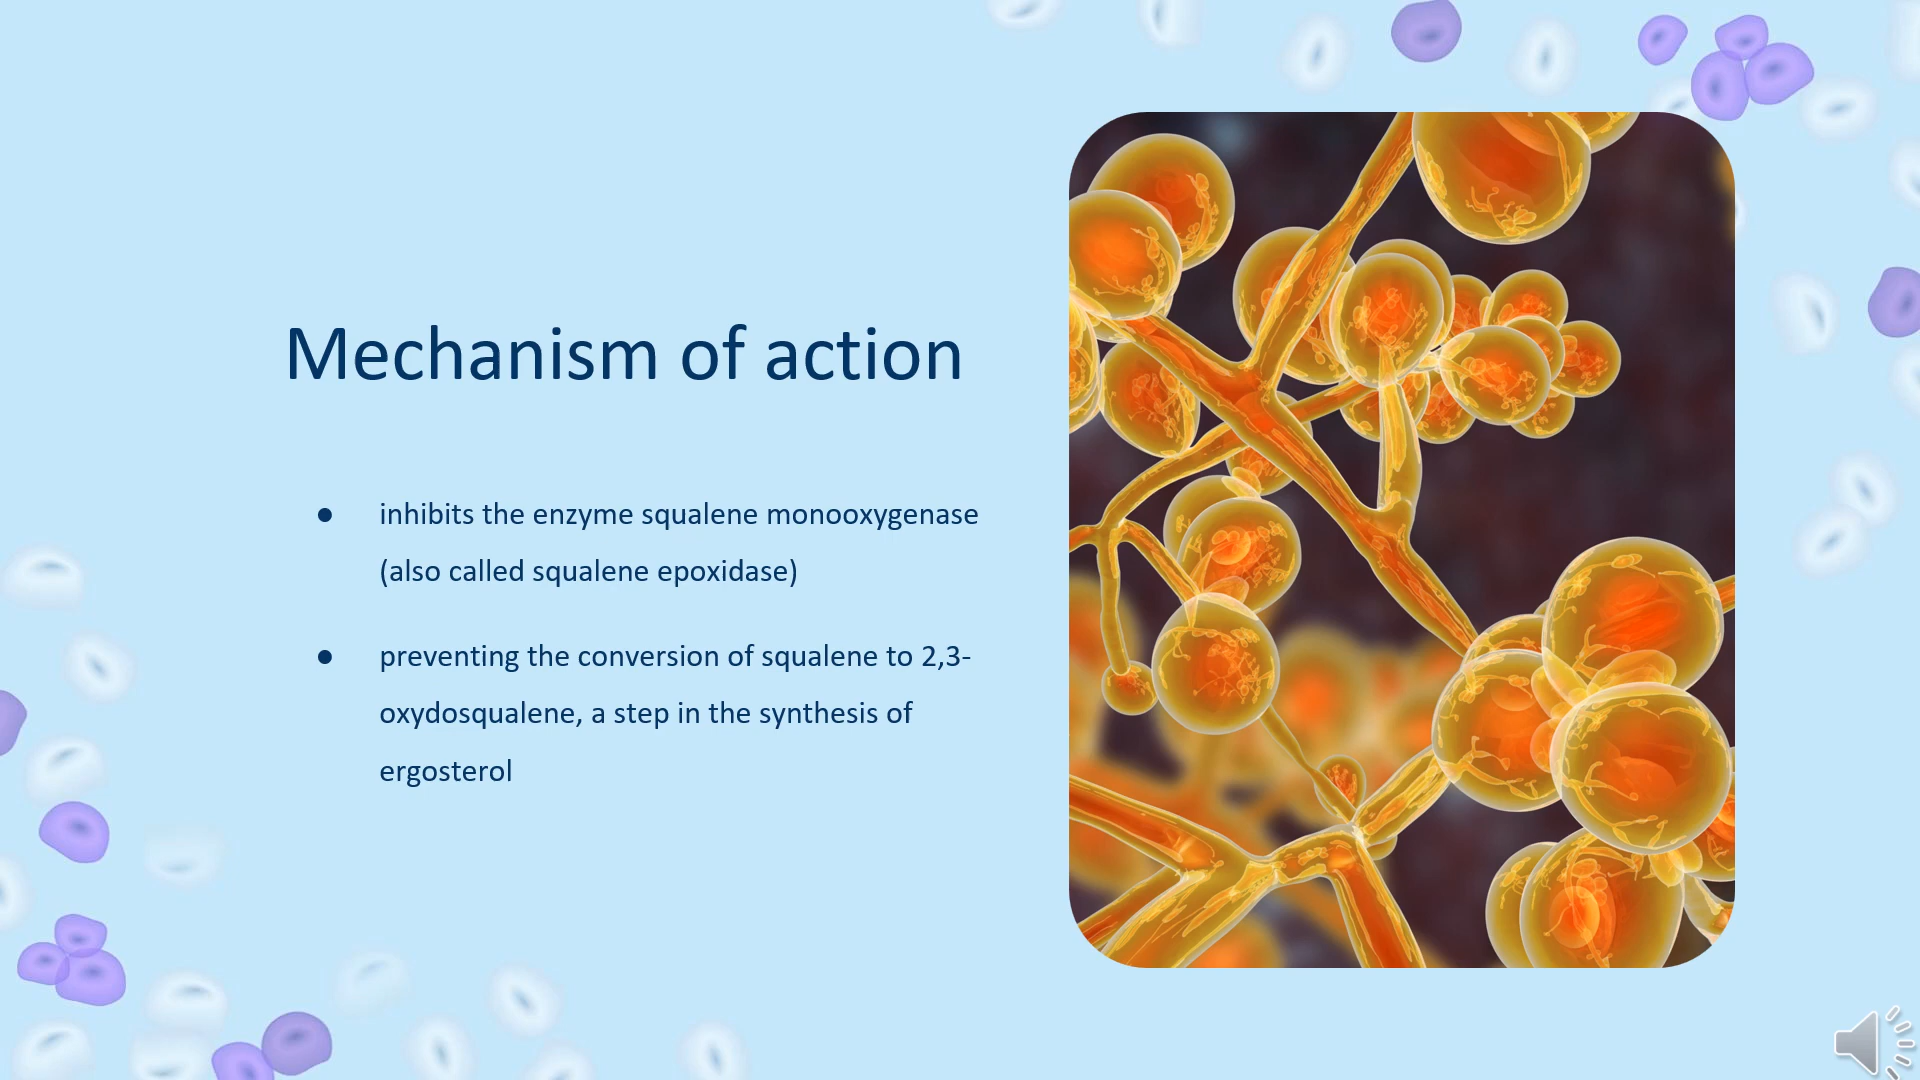 Mechanism of action
● inhibits the enzyme squalene monooxygenase
(also called squalene epoxidase)
● preventing the conversion of squalene to 2,3-
oxydosqualene, a step in the synthesis of
ergosterol